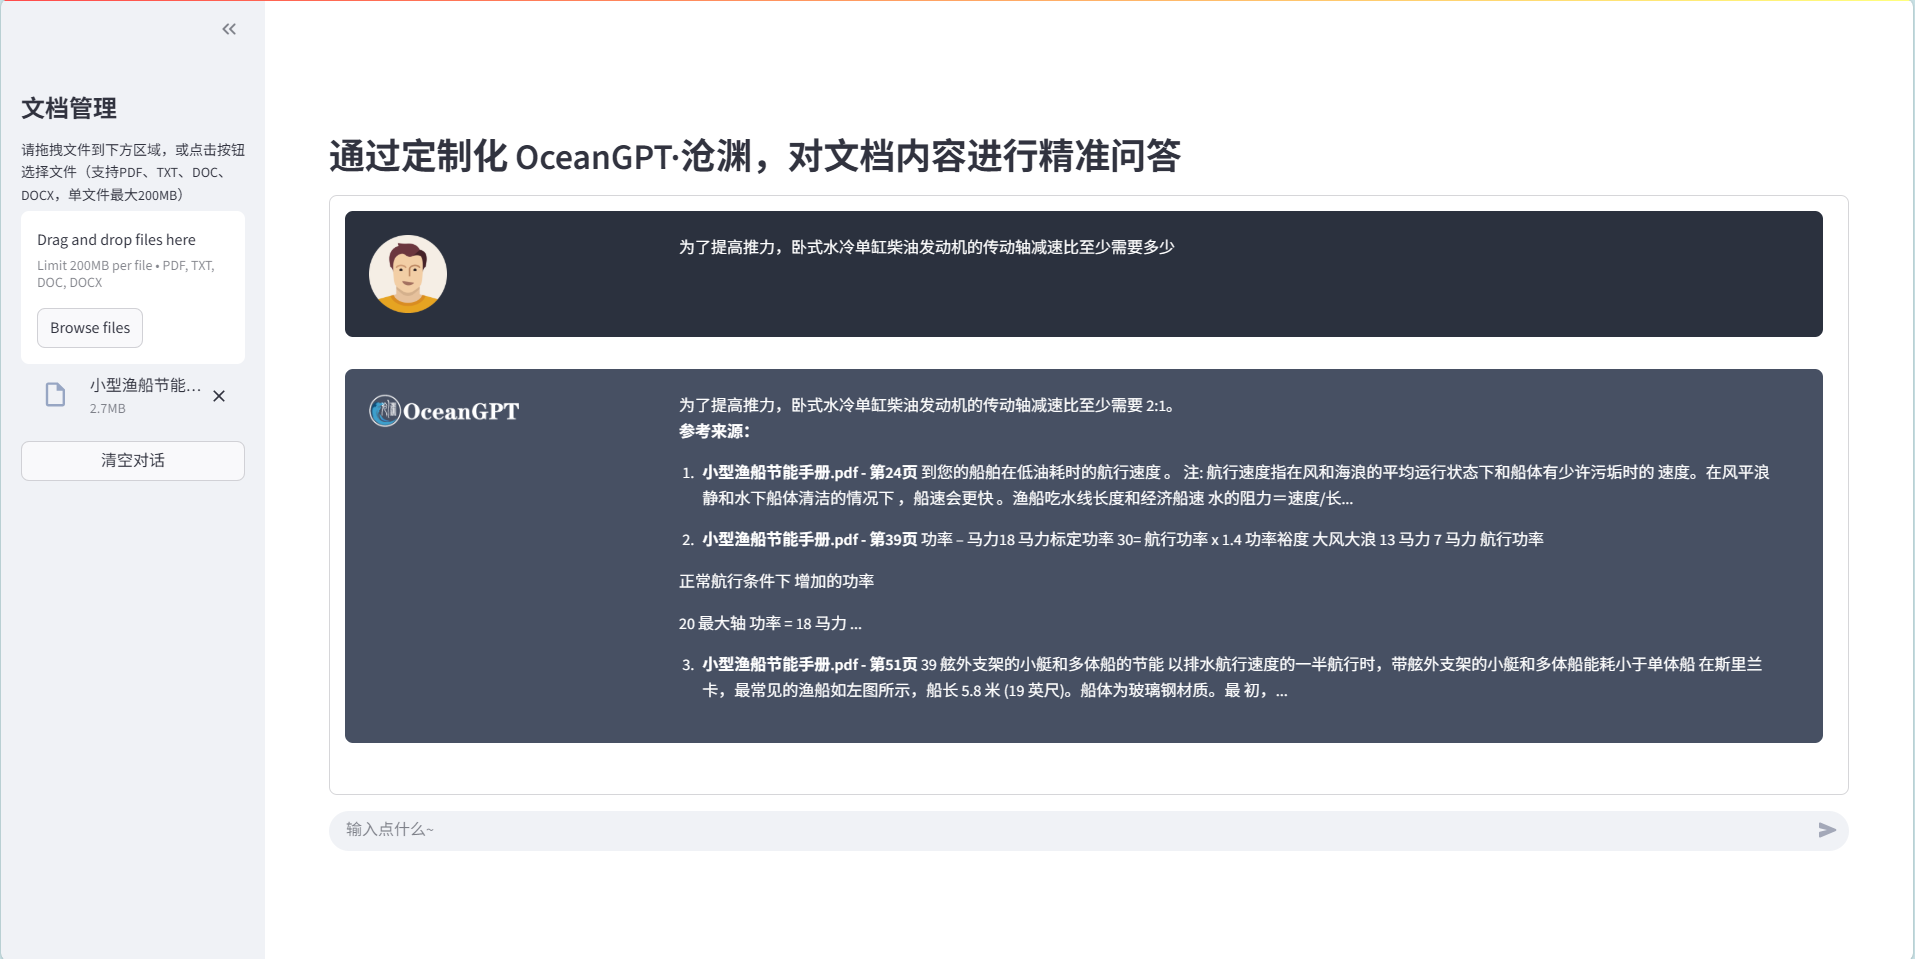 文档管理
请拖拽文件到下方区域，或点击按钮
选择文件（支持PDF、TXT、DOC、
DOCX，单文件最大200MB）
Drag and drop files here
Limit 200MB per file • PDF, TXT,
DOC, DOCX
Browse files
小型渔船节能...
2.7MB
清空对话
通过定制化 OceanGPT·沧渊，对文档内容进行精准问答
为了提高推力，卧式水冷单缸柴油发动机的传动轴减速比至少需要多少
OceanGPT
为了提高推力，卧式水冷单缸柴油发动机的传动轴减速比至少需要 2:1。
参考来源：
1. 小型渔船节能手册.pdf - 第24页 到您的船舶在低油耗时的航行速度 。 注: 航行速度指在风和海浪的平均运行状态下和船体有少许污垢时的 速度。在风平浪
静和水下船体清洁的情况下 ，船速会更快 。渔船吃水线长度和经济船速 水的阻力＝速度/长...
2. 小型渔船节能手册.pdf - 第39页 功率 – 马力18 马力标定功率 30= 航行功率 x 1.4 功率裕度 大风大浪 13 马力 7 马力 航行功率
正常航行条件下 增加的功率
20 最大轴 功率 = 18 马力 ...
3. 小型渔船节能手册.pdf - 第51页 39 舷外支架的小艇和多体船的节能 以排水航行速度的一半航行时，带舷外支架的小艇和多体船能耗小于单体船 在斯里兰
卡，最常见的渔船如左图所示，船长 5.8 米 (19 英尺)。船体为玻璃钢材质。最 初，...
输入点什么~